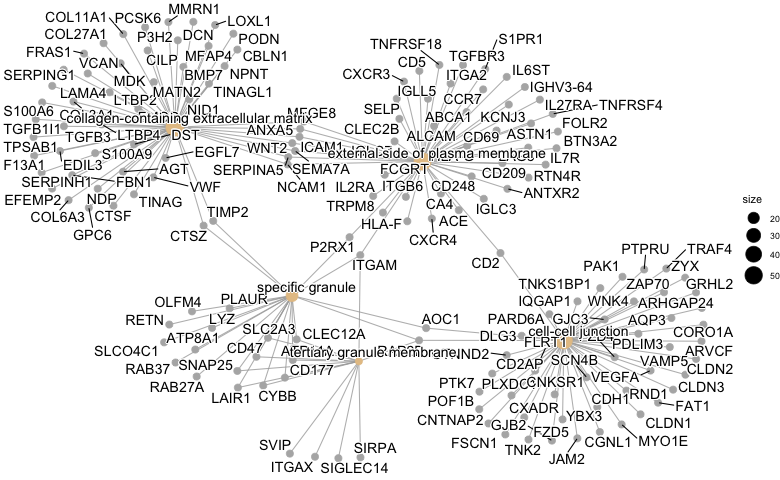 MMRN1
COL11A1
PCSK6
LOXL1
COL27A1
P3H2
DCN
PODN
FRAS1
VCAN
CILP
MFAP4
CBLN1
SERPING1
MDK
BMP7
NPNT
LAMA4
MATN2
TINAGL1
S100A6
LTBP2
NID1
collagen-containing extracellular matrix
MFGE8
TGFB1I1
TGFB3
LTBP4
DST
ANXA5
TPSAB1
S100A9
EGFL7
WNT2
ICAM1
F13A1
EDIL3
AGT
SERPINA5
SEMA7A
SERPINH1
FBN1
VWF
NCAM1
EFEMP2
NDP
TINAG
COL6A3
CTSF
TIMP2
GPC6
CTSZ
S1PR1
TNFRSF18
TGFBR3
CD5
IL6ST
CXCR3
ITGA2
IGHV3-64
IGLL5
CCR7
IL27RA
TNFRSF4
SELP
ABCA1
KCNJ3
FOLR2
CLEC2B
ALCAM
CD69
ASTN1
BTN3A2
external side of plasma membrane
IL7R
FCGRT
CD209
RTN4R
IL2RA
ITGB6
CD248
ANTXR2
TRPM8
CA4
IGLC3
HLA-F
ACE
CXCR4
P2RX1
ITGAM
CD2
specific granule
OLFM4
PLAUR
RETN
LYZ
SLC2A3
CLEC12A
AOC1
ATP8A1
CD47
SLCO4C1
tertiary granule membrane
SNAP25
CD177
RAB37
RAB27A
LAIR1
CYBB
SVIP
SIRPA
ITGAX
SIGLEC14
PTPRU
TRAF4
PAK1
ZYX
TNKS1BP1
ZAP70
GRHL2
IQGAP1
WNK4
ARHGAP24
PARD6A
GJC3
AQP3
DLG3
cell-cell junction
CORO1A
FLRT1
PDLIM3
ARVCF
CD2AP
SCN4B
VAMP5
CLDN2
PTK7
CNKSR1
VEGFA
CLDN3
POF1B
CDH1
RND1
FAT1
CNTNAP2
CXADR
YBX3
CLDN1
GJB2
FZD5
FSCN1
CGNL1
MYO1E
TNK2
JAM2
size
20
30
40
50